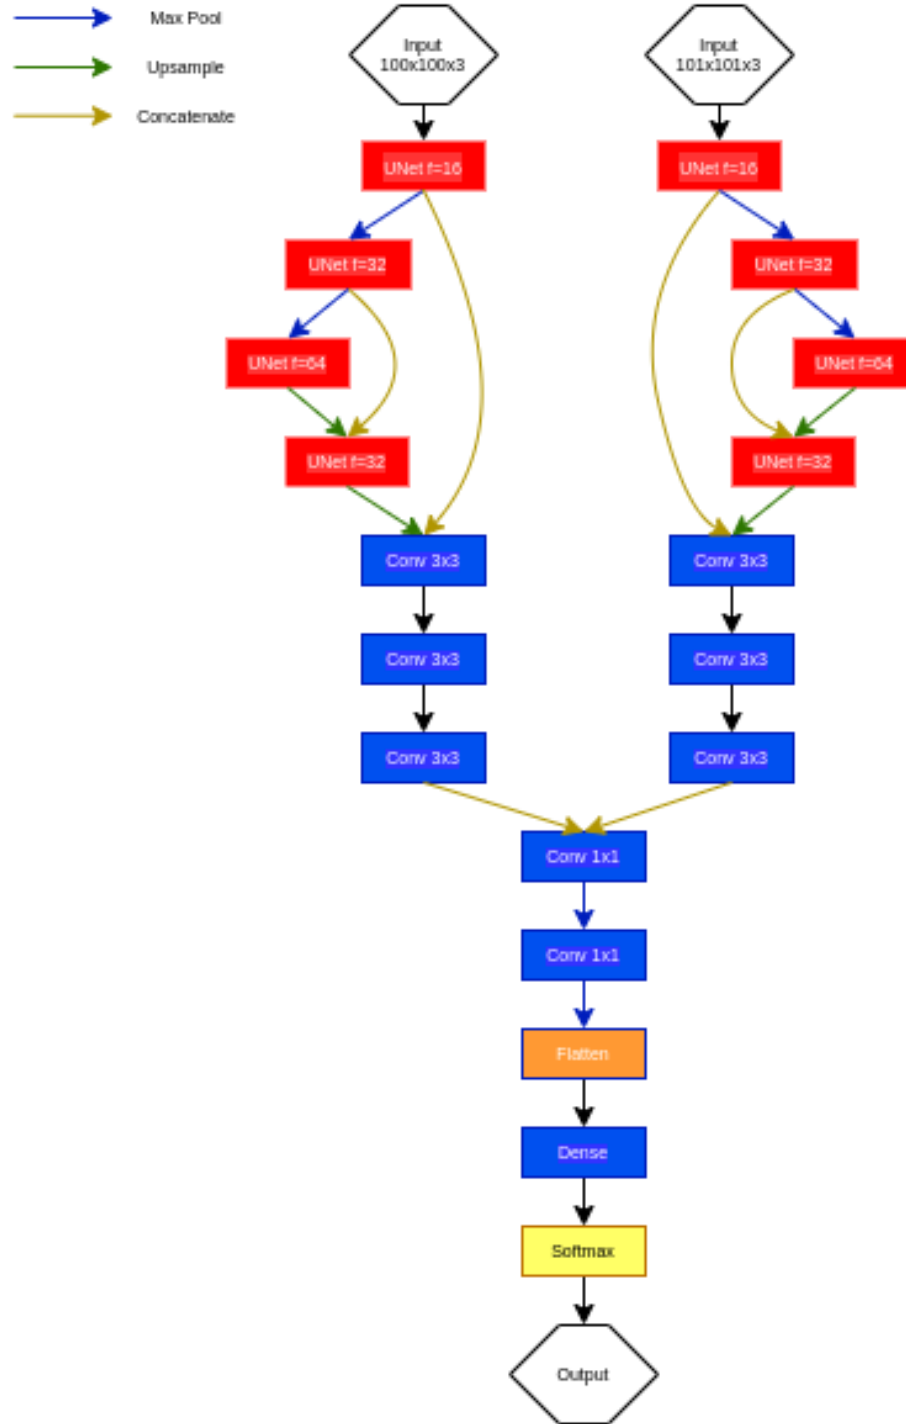 Max Pool
Upsample
Concatenate
Input
100x100x3
Input
101x101x3
UNet f=16
UNet f=16
UNet f=32
UNet f=32
UNet f=64
UNet f=64
UNet f=32
UNet f=32
Conv 3x3
Conv 3x3
Conv 3x3
Conv 3x3
Conv 3x3
Conv 3x3
Conv 1x1
Conv 1x1
Flatten
Dense
Softmax
Output